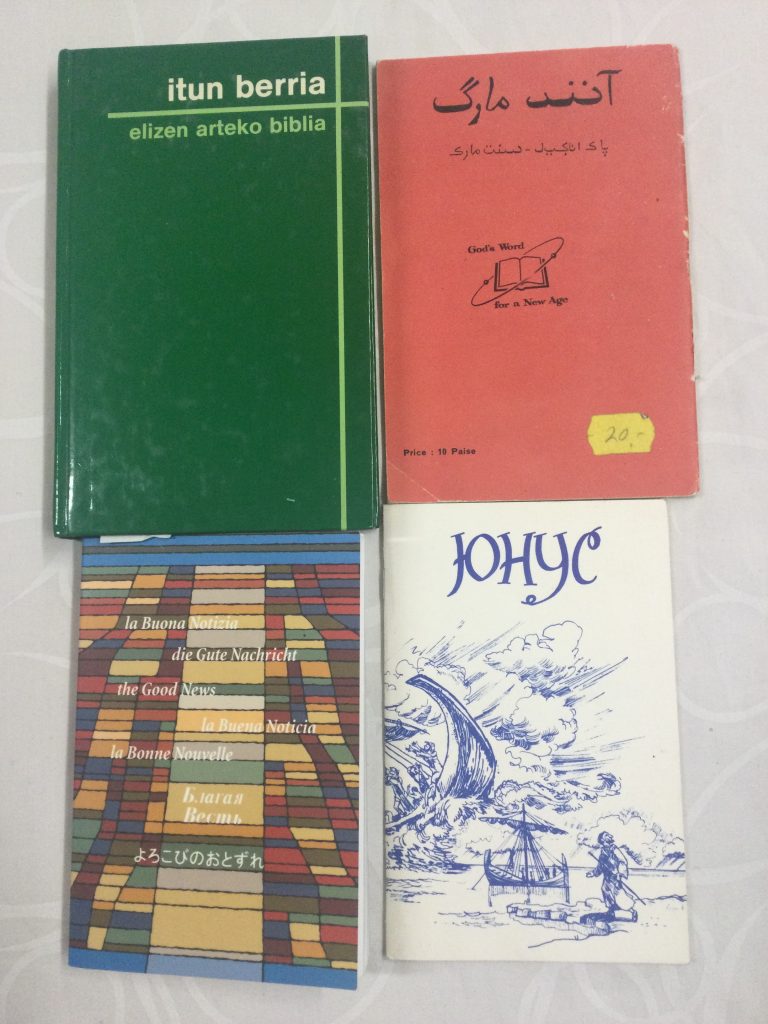 itun berria
elizen arteko biblia
آنند مارگ
پاک انجیل - سنت مارک
God's Word
for a New Age
20,-
Price : 10 Paise
la Buona Notizia
die Gute Nachricht
the Good News
la Buena Noticia
la Bonne Nouvelle
Благая
Весть
よろこびのおとずれ
ЮНУС